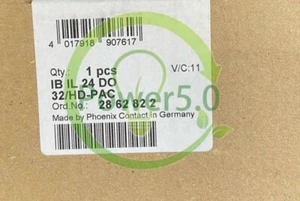 4 017918 907617
Qty.: 1 pcs V/C:11
IB IL 24 DO
32/HD-PAC
Ord No.: 28 62 82 2
Made by Phoenix Contact in Germany
Power5.0